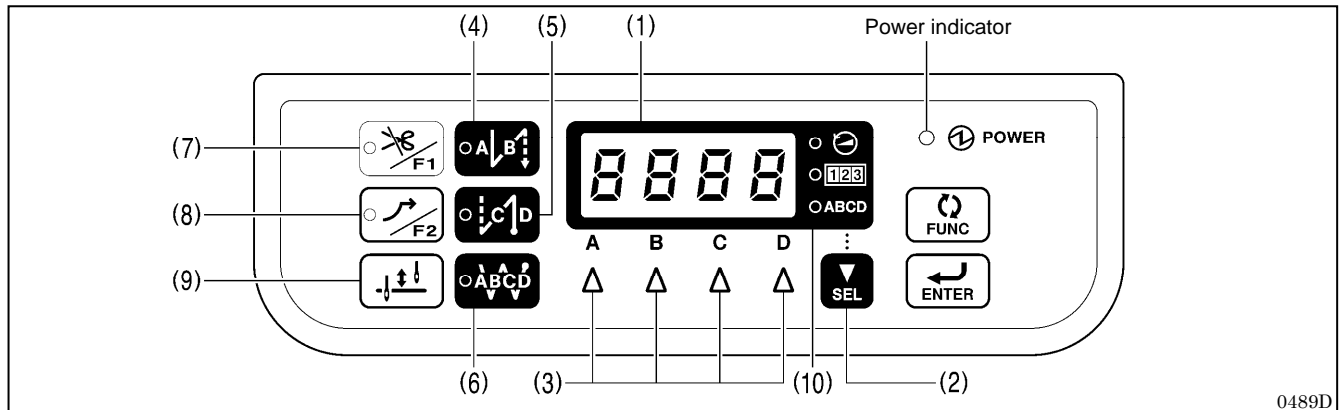 (4) (5) (1) Power indicator
(7) F1 A B 8888 POWER
123
(8) F2 C D ABCD FUNC
A B C D
(9) ABCD SEL ENTER
(6) (3) (10) (2)
0489D